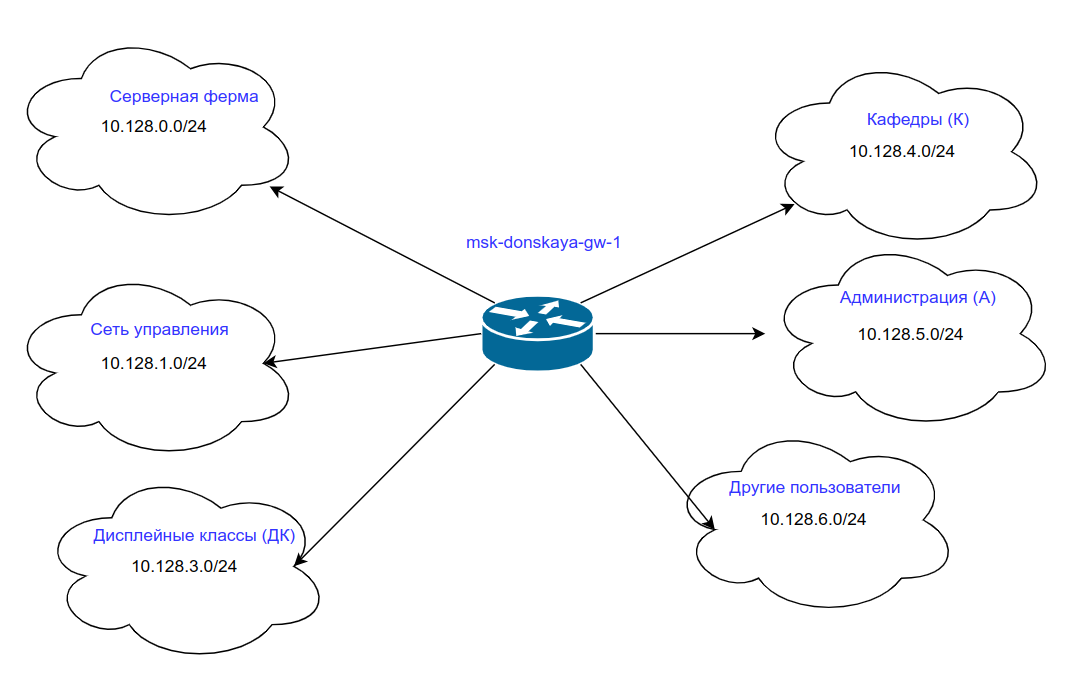 Серверная ферма
10.128.0.0/24
Кафедры (К)
10.128.4.0/24
msk-donskaya-gw-1
Сеть управления
10.128.1.0/24
Администрация (А)
10.128.5.0/24
Дисплейные классы (ДК)
10.128.3.0/24
Другие пользователи
10.128.6.0/24